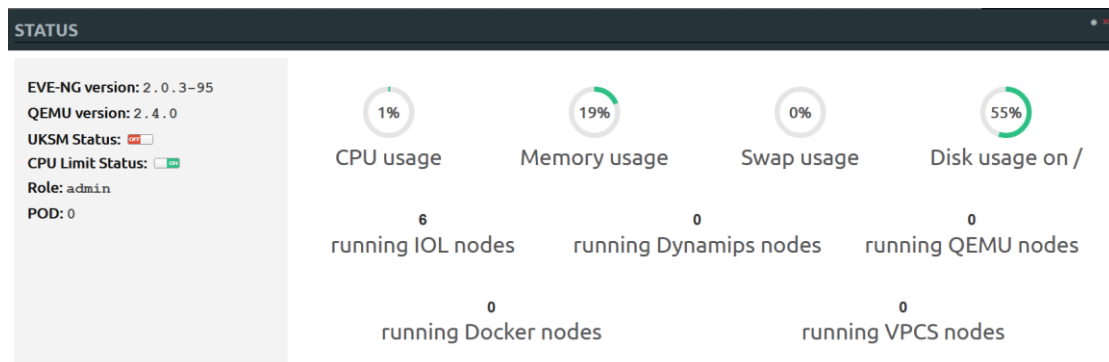 STATUS
EVE-NG version: 2.0.3-95
QEMU version: 2.4.0
UKSM Status: OFF
CPU Limit Status: ON
Role: admin
POD: 0
1%
CPU usage
19%
Memory usage
0%
Swap usage
55%
Disk usage on /
6
running IOL nodes
0
running Dynamips nodes
0
running QEMU nodes
0
running Docker nodes
0
running VPCS nodes